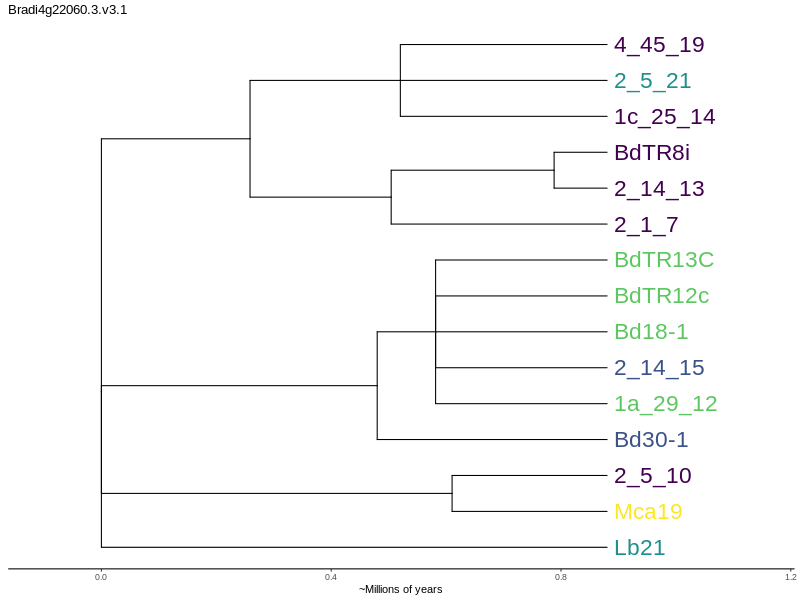 Bradi4g22060.3.v3.1
4_45_19
2_5_21
1c_25_14
BdTR8i
2_14_13
2_1_7
BdTR13C
BdTR12c
Bd18-1
2_14_15
1a_29_12
Bd30-1
2_5_10
Mca19
Lb21
0.0 0.4 0.8 1.2
~Millions of years